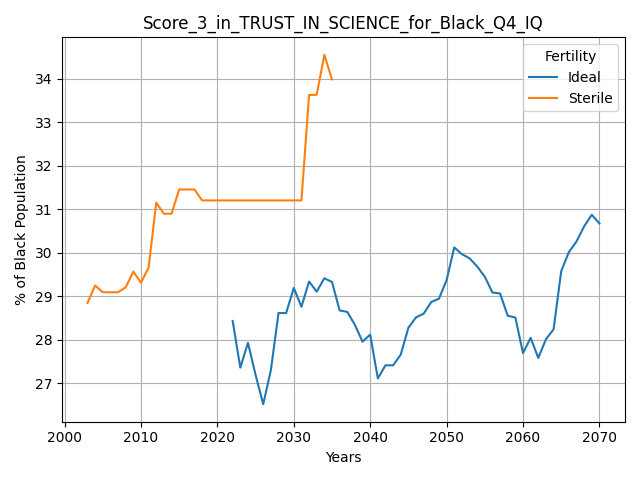 Score_3_in_TRUST_IN_SCIENCE_for_Black_Q4_IQ
Fertility
Ideal
Sterile
% of Black Population
34
33
32
31
30
29
28
27
2000 2010 2020 2030 2040 2050 2060 2070
Years